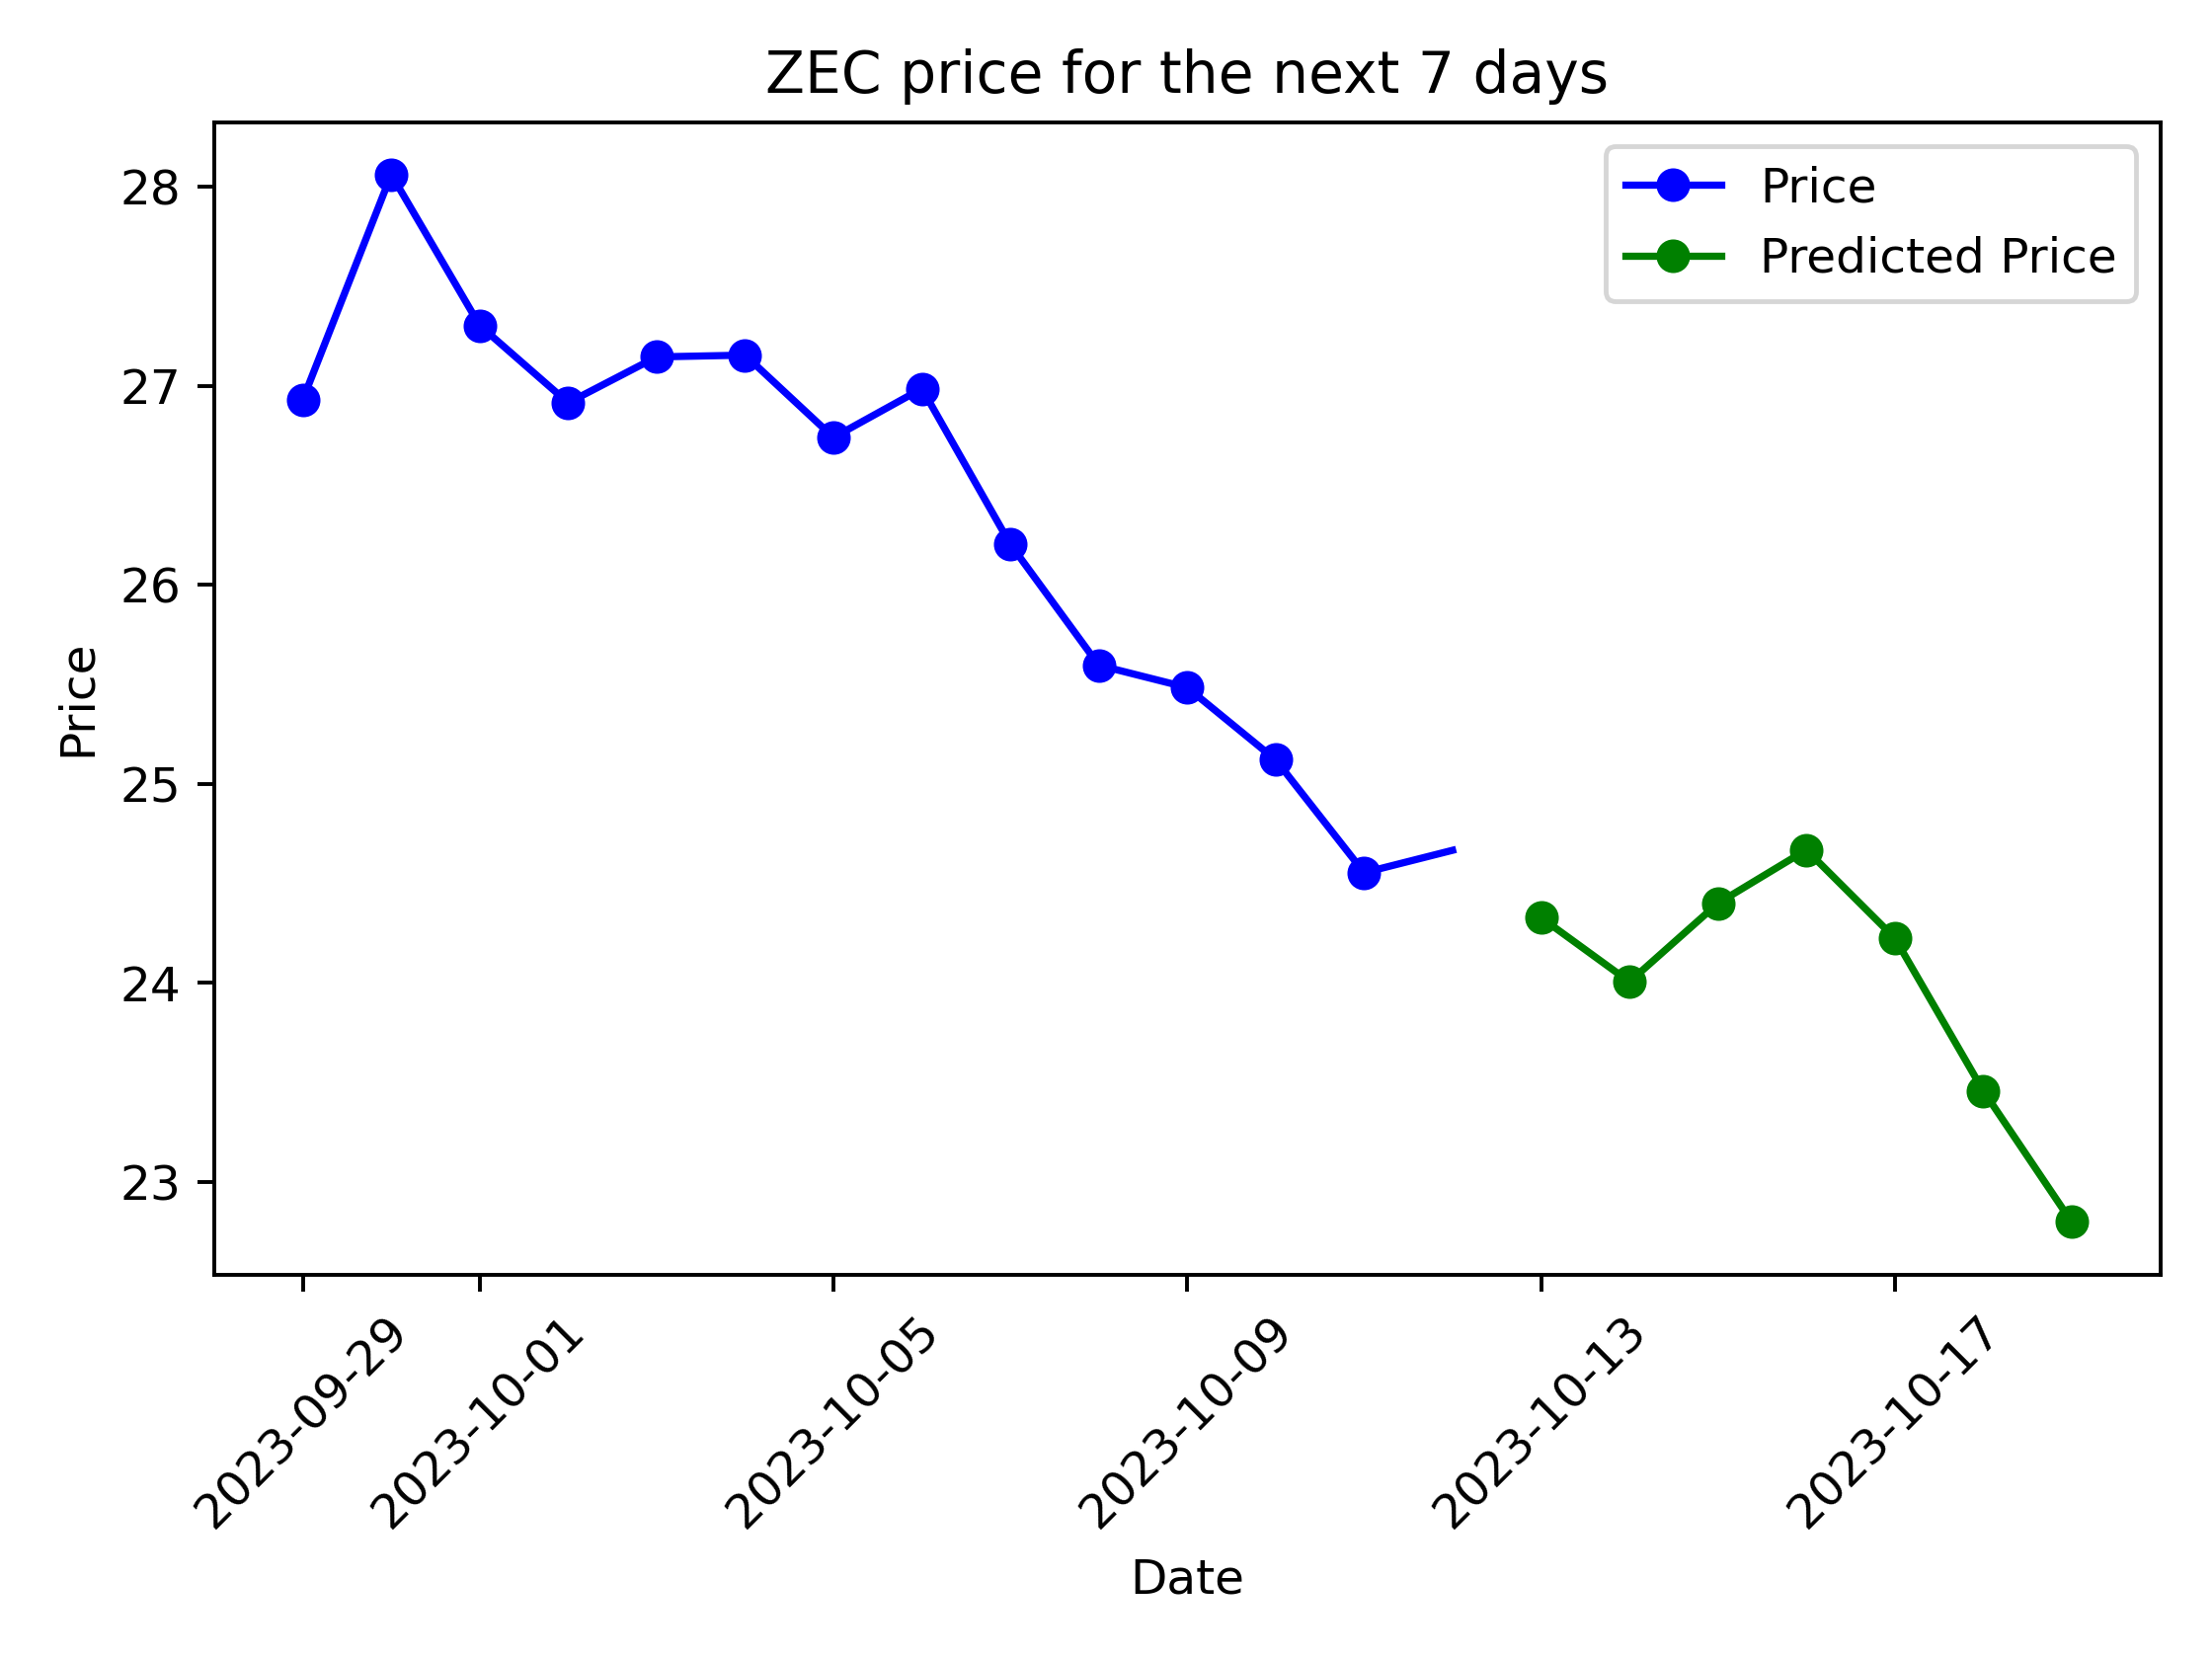 ZEC price for the next 7 days
Price
Predicted Price
28
27
26
25
24
23
Price
2023-09-29
2023-10-01
2023-10-05
2023-10-09
2023-10-13
2023-10-17
Date